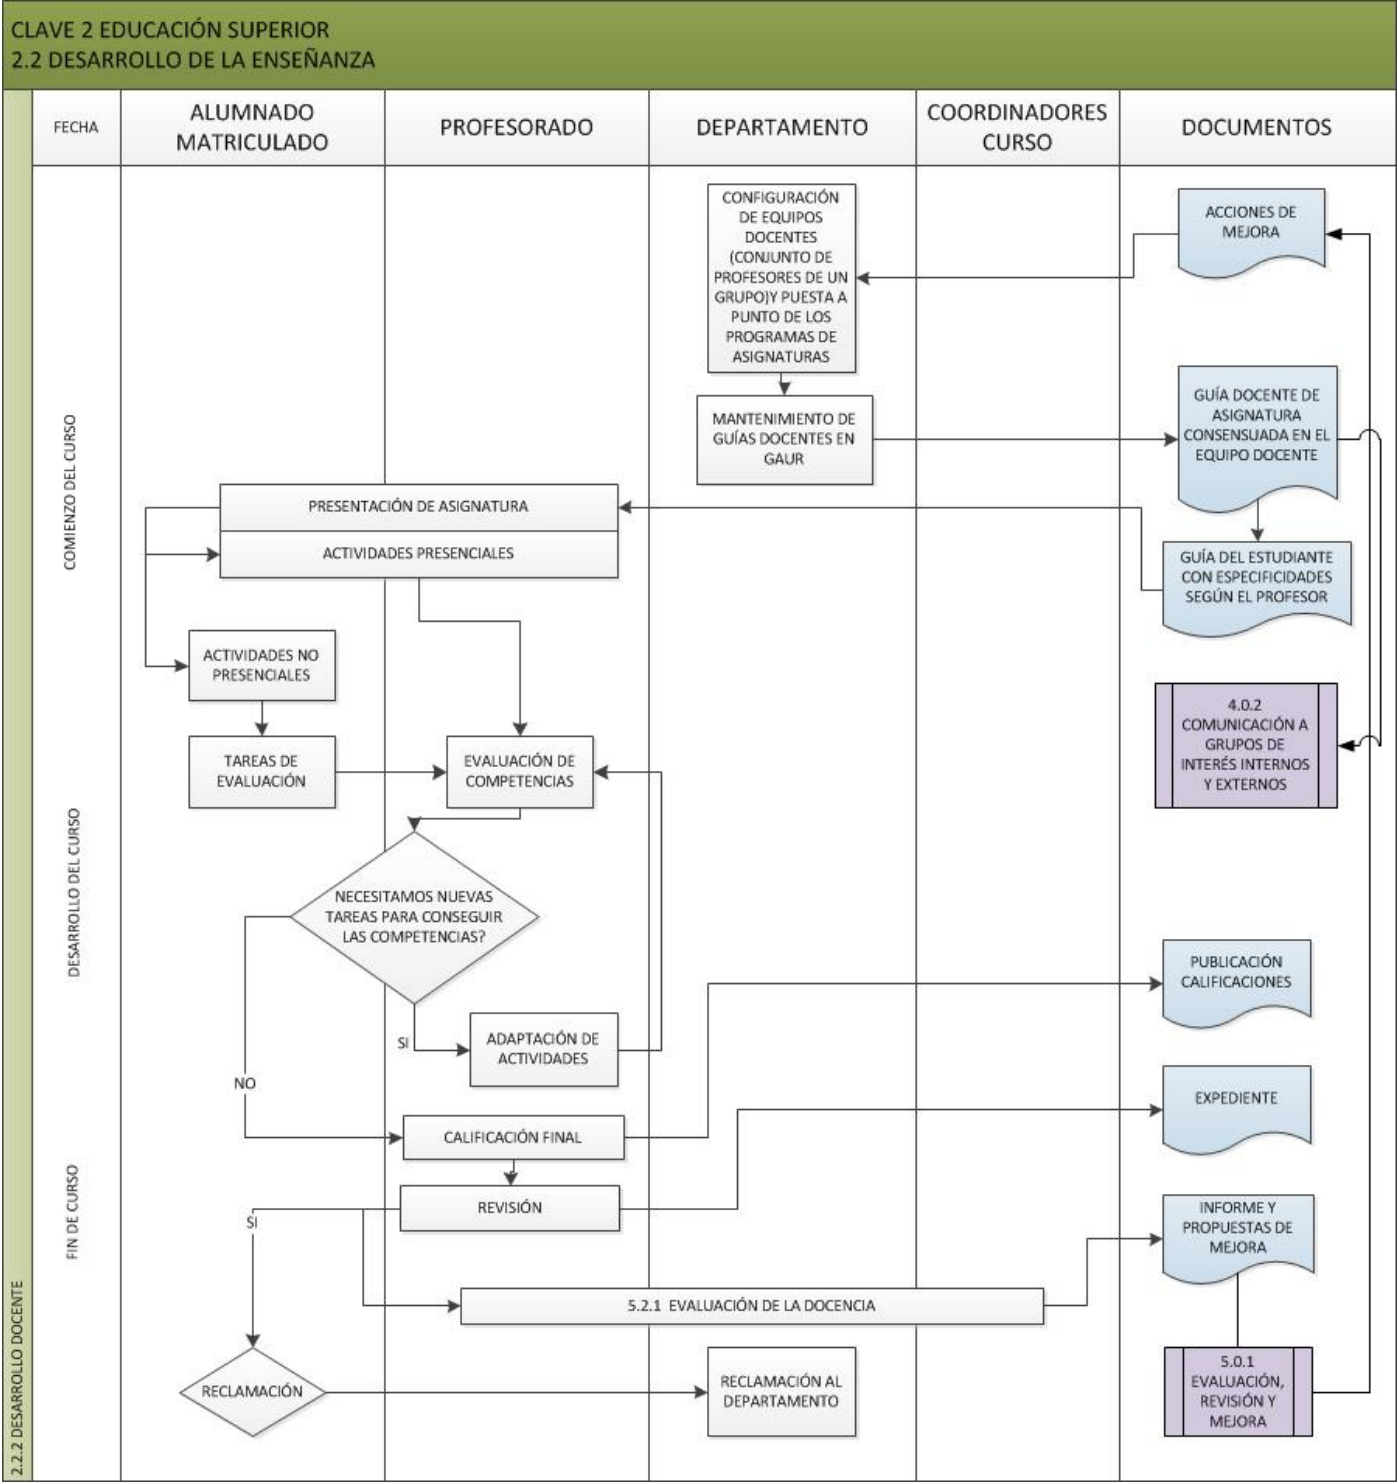 CLAVE 2 EDUCACIÓN SUPERIOR
2.2 DESARROLLO DE LA ENSEÑANZA
FECHA
ALUMNADO
MATRICULADO
PROFESORADO
DEPARTAMENTO
COORDINADORES
CURSO
DOCUMENTOS
CONFIGURACIÓN
DE EQUIPOS
DOCENTES
(CONJUNTO DE
PROFESORES DE UN
GRUPO)Y PUESTA A
PUNTO DE LOS
PROGRAMAS DE
ASIGNATURAS
ACCIONES DE
MEJORA
COMIENZO DEL CURSO
MANTENIMIENTO DE
GUÍAS DOCENTES EN
GAUR
GUÍA DOCENTE DE
ASIGNATURA
CONSENSUADA EN EL
EQUIPO DOCENTE
PRESENTACIÓN DE ASIGNATURA
ACTIVIDADES PRESENCIALES
GUÍA DEL ESTUDIANTE
CON ESPECIFICIDADES
SEGÚN EL PROFESOR
ACTIVIDADES NO
PRESENCIALES
4.0.2
COMUNICACIÓN A
GRUPOS DE
INTERÉS INTERNOS
Y EXTERNOS
TAREAS DE
EVALUACIÓN
EVALUACIÓN DE
COMPETENCIAS
DESARROLLO DEL CURSO
NECESITAMOS NUEVAS
TAREAS PARA CONSEGUIR
LAS COMPETENCIAS?
PUBLICACIÓN
CALIFICACIONES
SI
ADAPTACIÓN DE
ACTIVIDADES
NO
EXPEDIENTE
CALIFICACIÓN FINAL
FIN DE CURSO
REVISIÓN
SI
INFORME Y
PROPUESTAS DE
MEJORA
5.2.1 EVALUACIÓN DE LA DOCENCIA
RECLAMACIÓN
RECLAMACIÓN AL
DEPARTAMENTO
5.0.1
EVALUACIÓN,
REVISIÓN Y
MEJORA
2.2.2 DESARROLLO DOCENTE